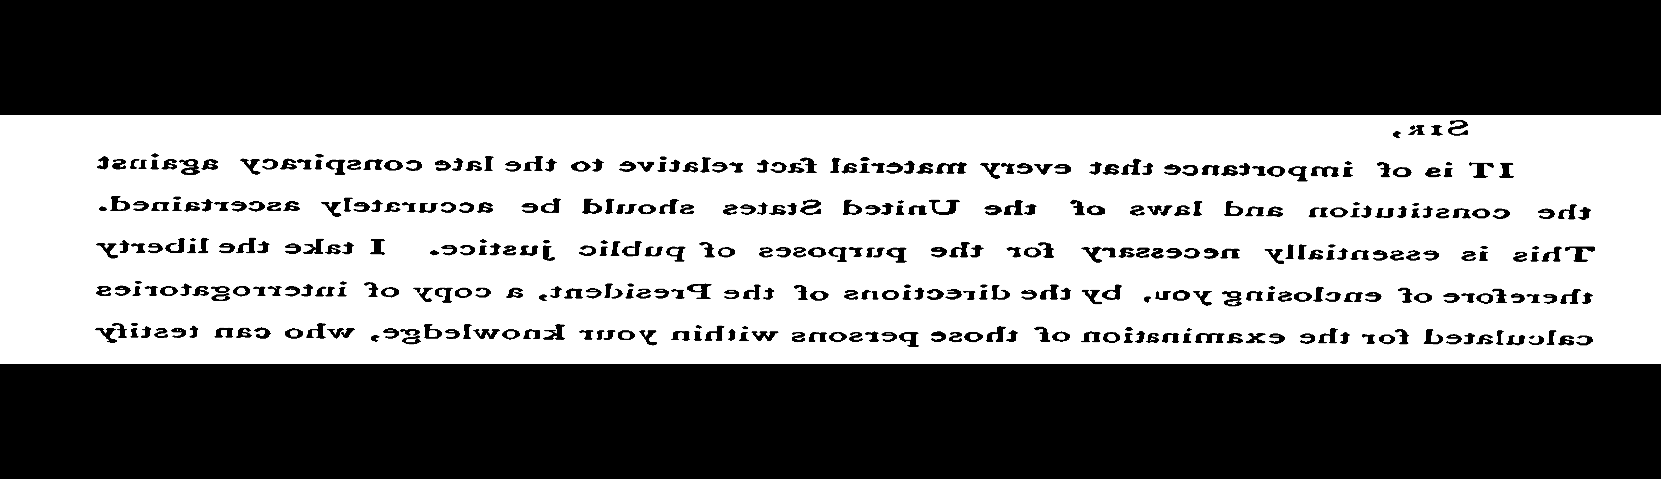 SIR,
IT is of importance that every material fact relative to the late conspiracy against
the constitution and laws of the United States should be accurately ascertained.
This is essentially necessary for the purposes of public justice. I take the liberty
therefore of enclosing you, by the directions of the President, a copy of interrogatories
calculated for the examination of those persons within your knowledge, who can testify